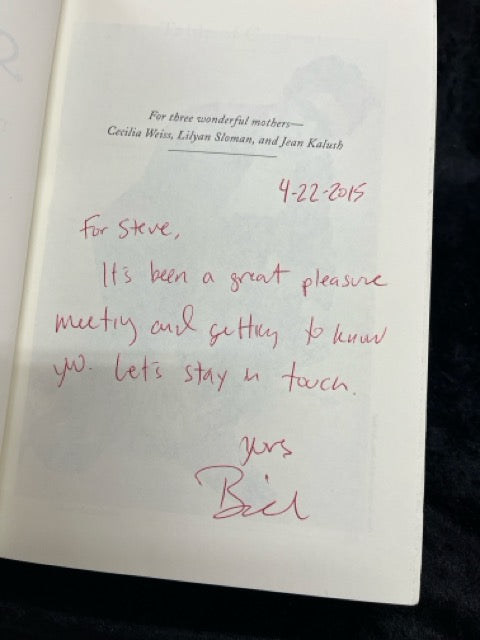 For three wonderful mothers—
Cecilia Weiss, Lilyan Sloman, and Jean Kalush
4-22-2015
For Steve,
It's been a great pleasure
meeting and getting to know
you. Let's stay in touch.
yours
Bill